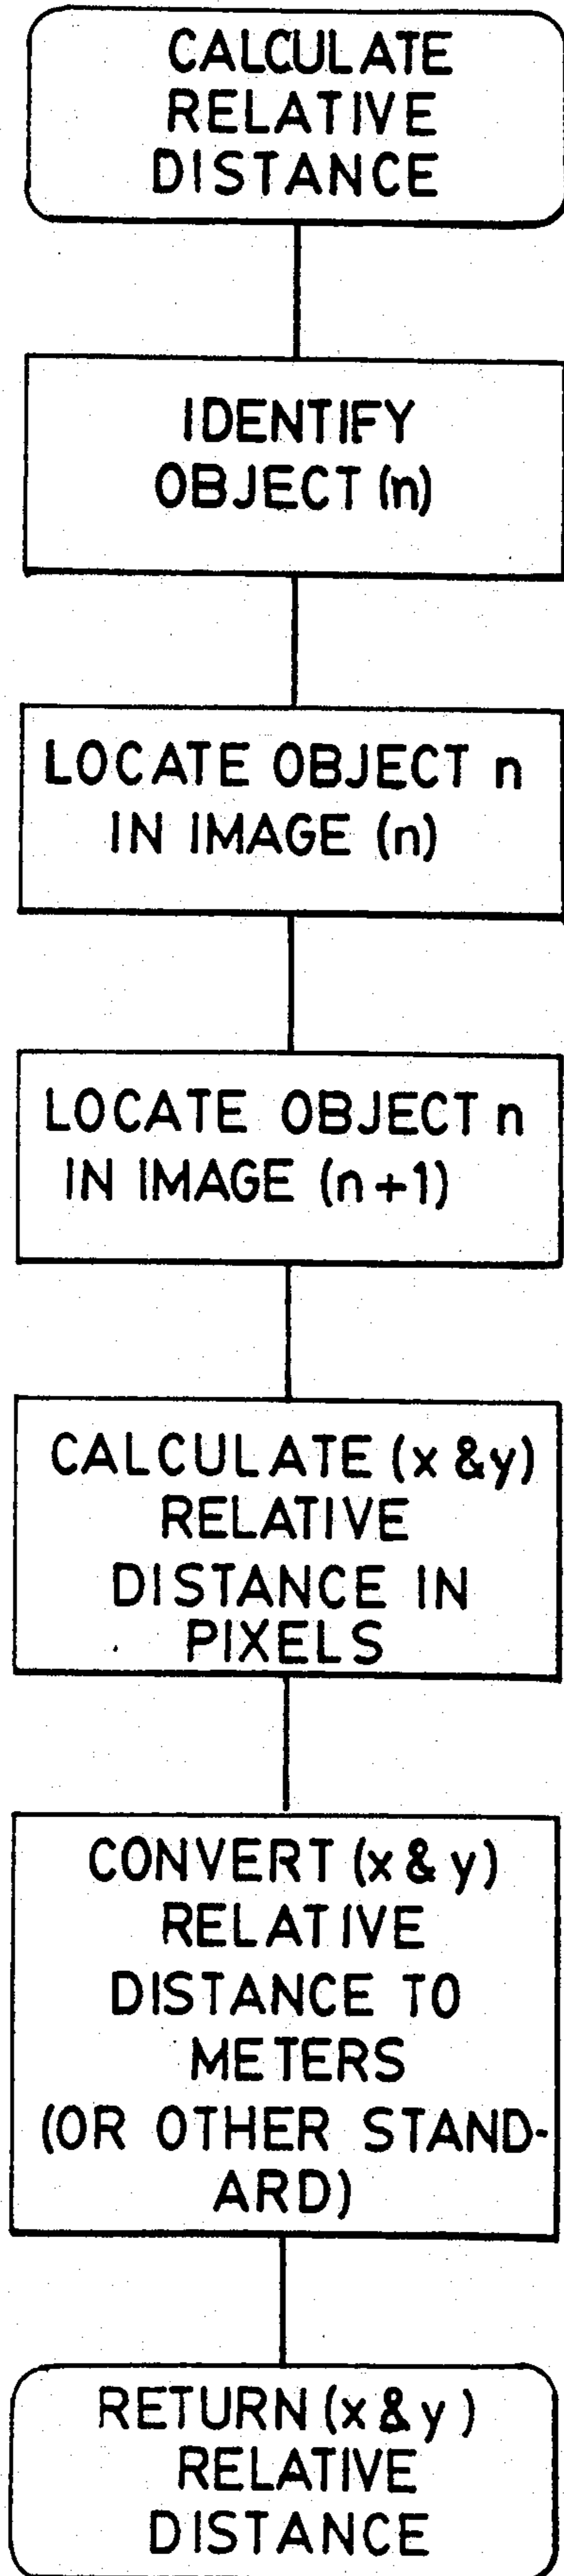 CALCULATE
RELATIVE
DISTANCE
IDENTIFY
OBJECT (n)
LOCATE OBJECT n
IN IMAGE (n)
LOCATE OBJECT n
IN IMAGE (n+1)
CALCULATE (x & y)
RELATIVE
DISTANCE IN
PIXELS
CONVERT (x & y)
RELATIVE
DISTANCE TO
METERS
(OR OTHER STAND-
ARD)
RETURN (x & y)
RELATIVE
DISTANCE